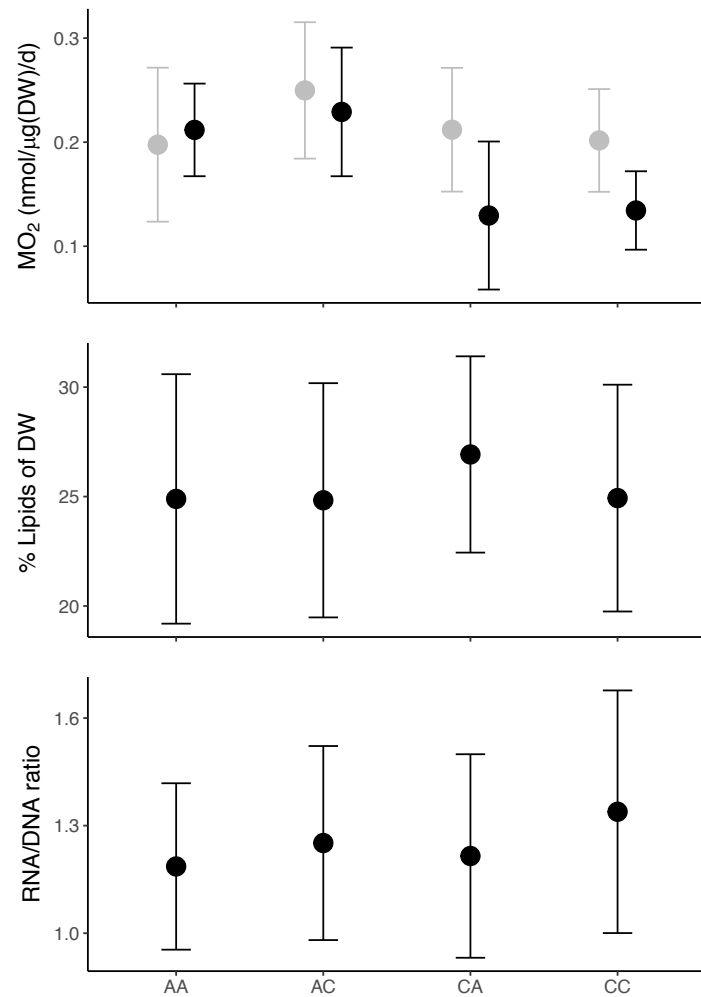 MO₂ (nmol/μg(DW)/d)
0.3
0.2
0.1
% Lipids of DW
30
25
20
RNA/DNA ratio
1.6
1.3
1.0
AA AC CA CC